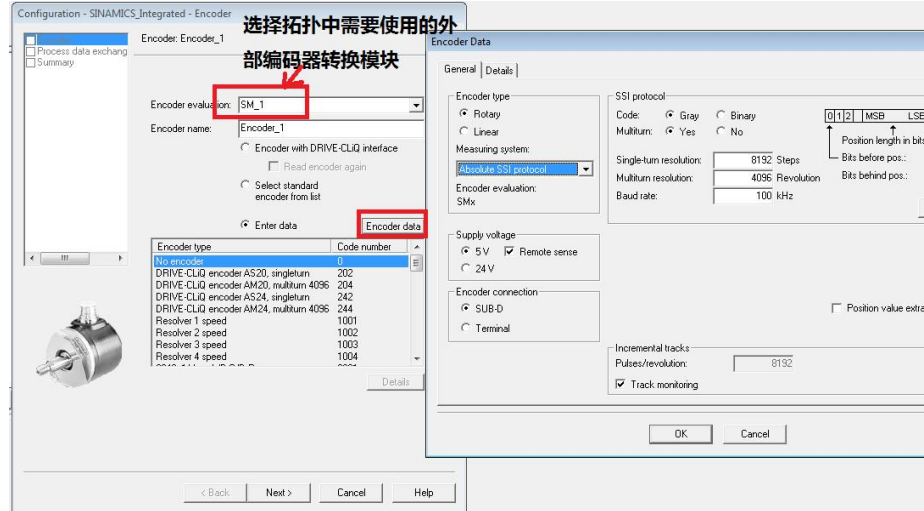 Configuration - SINAMICS_Integrated - Encoder
选择拓扑中需要使用的外
部编码器转换模块
Process data exchang
Summary
Encoder: Encoder_1
Encoder evaluation:
SM_1
Encoder name:
Encoder_1
Encoder with DRIVE-CLiQ interface
Read encoder again
Select standard
encoder from list
Enter data
Encoder data
Encoder type
Code number
No encoder
0
DRIVE-CLiQ encoder AS20, singleturn
202
DRIVE-CLiQ encoder AM20, multiturn 4096
204
DRIVE-CLiQ encoder AS24, singleturn
242
DRIVE-CLiQ encoder AM24, multiturn 4096
244
Resolver 1 speed
1001
Resolver 2 speed
1002
Resolver 3 speed
1003
Resolver 4 speed
1004
Details
< Back
Next >
Cancel
Help
Encoder Data
General
Details
Encoder type
Rotary
Linear
Measuring system:
Absolute SSI protocol
Encoder evaluation:
SMx
Supply voltage
5 V
Remote sense
24 V
Encoder connection
SUB-D
Terminal
SSI protocol
Code:
Gray
Binary
Multiturn:
Yes
No
Single-turn resolution:
8192 Steps
Multiturn resolution:
4096 Revolution
Baud rate:
100 kHz
0 1 2 MSB LSE
Position length in bits
Bits before pos.:
Bits behind pos.:
Position value extra
Incremental tracks
Pulses/revolution:
8192
Track monitoring
OK
Cancel